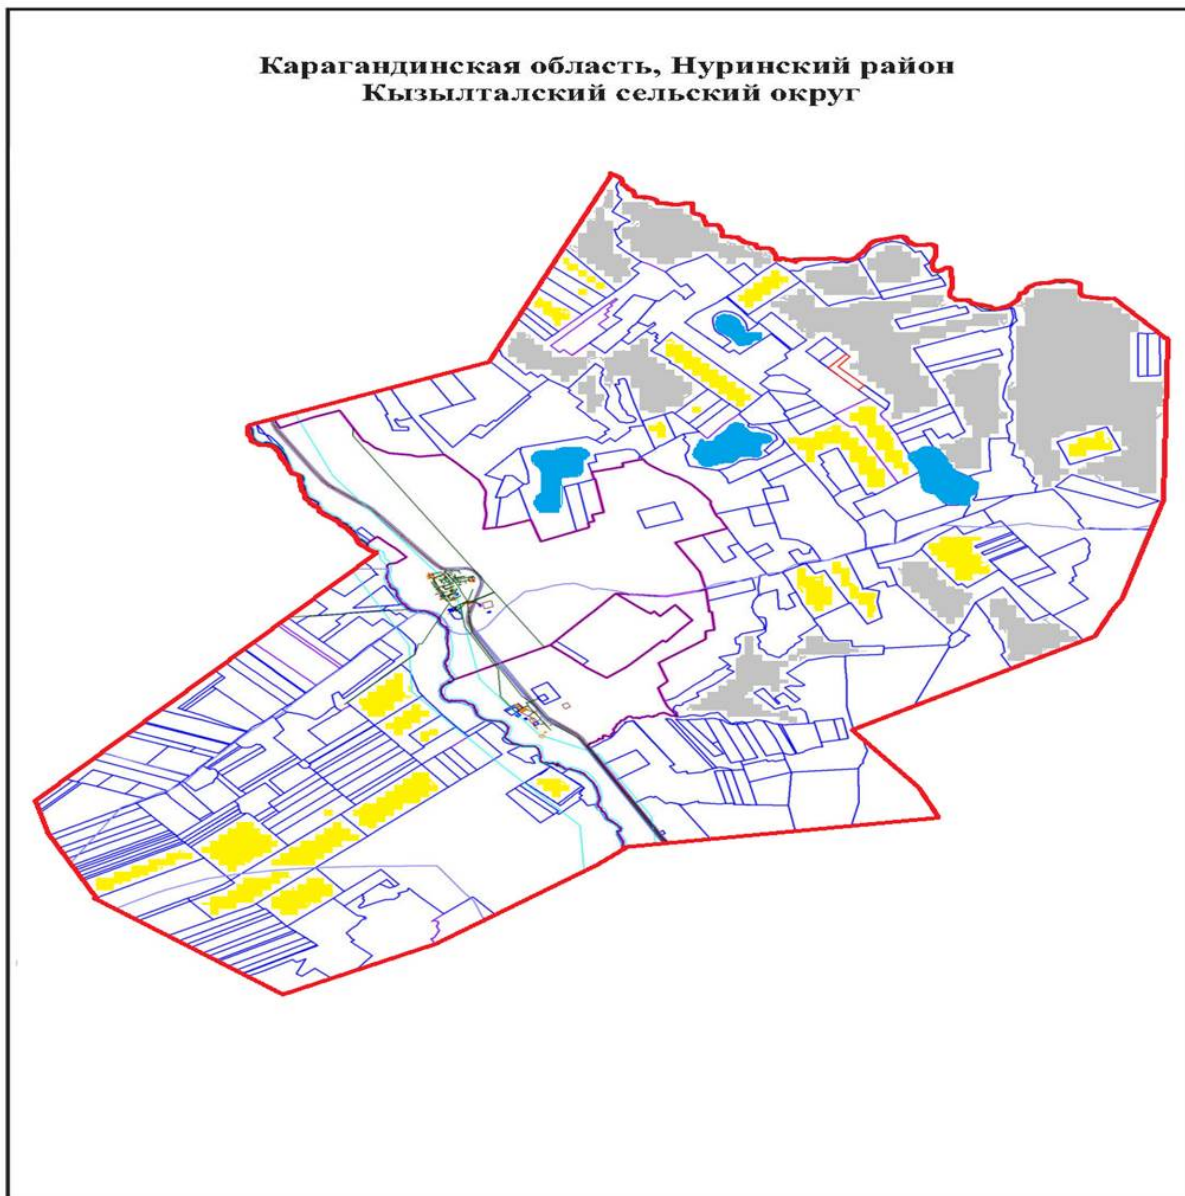 Карагандинская область, Нуринский район
Кызылталский сельский округ